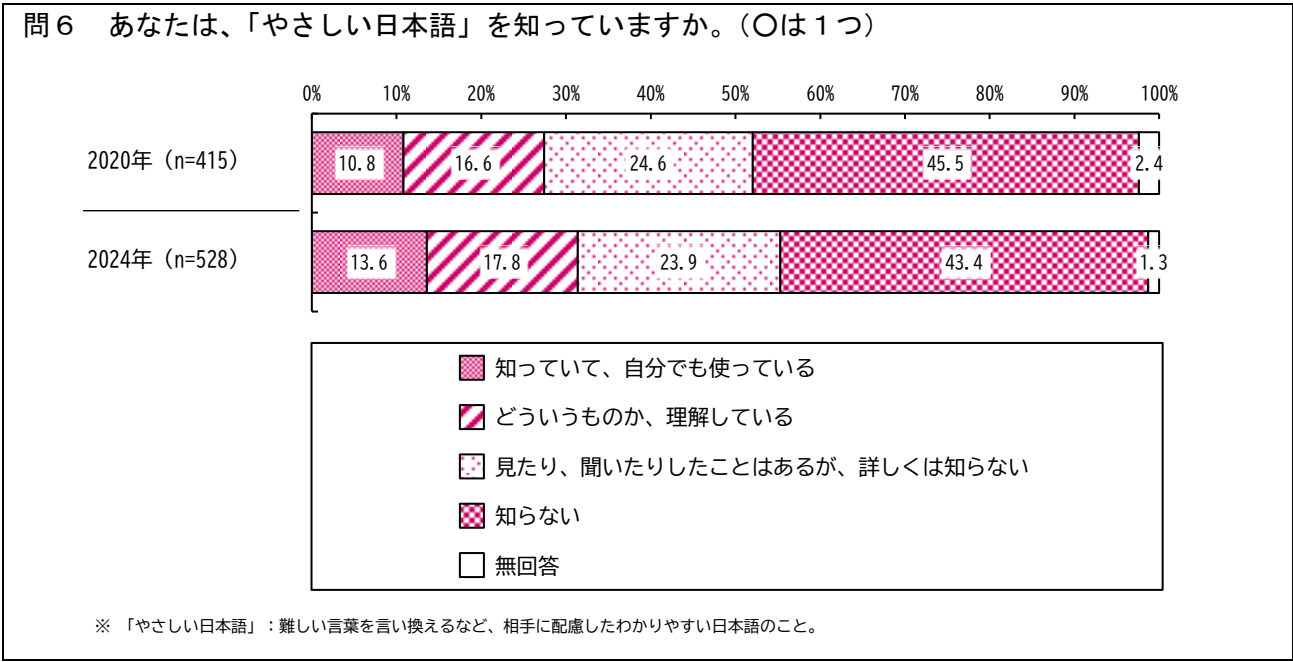 問６　あなたは、「やさしい日本語」を知っていますか。（〇は１つ）
0% 10% 20% 30% 40% 50% 60% 70% 80% 90% 100%
2020年（n=415） 10.8 16.6 24.6 45.5 2.4
2024年（n=528） 13.6 17.8 23.9 43.4 1.3
知っていて、自分でも使っている
どういうものか、理解している
見たり、聞いたりしたことはあるが、詳しくは知らない
知らない
無回答
※ 「やさしい日本語」：難しい言葉を言い換えるなど、相手に配慮したわかりやすい日本語のこと。